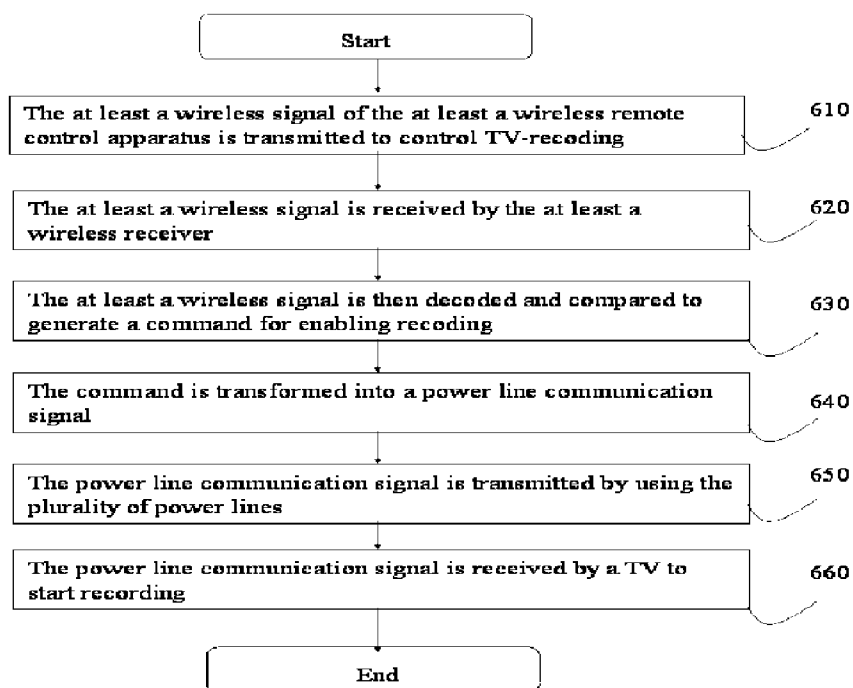 Start
The at least a wireless signal of the at least a wireless remote
control apparatus is transmitted to control TV-recoding
610
The at least a wireless signal is received by the at least a
wireless receiver
620
The at least a wireless signal is then decoded and compared to
generate a command for enabling recoding
630
The command is transformed into a power line communication
signal
640
The power line communication signal is transmitted by using the
plurality of power lines
650
The power line communication signal is received by a TV to
start recording
660
End